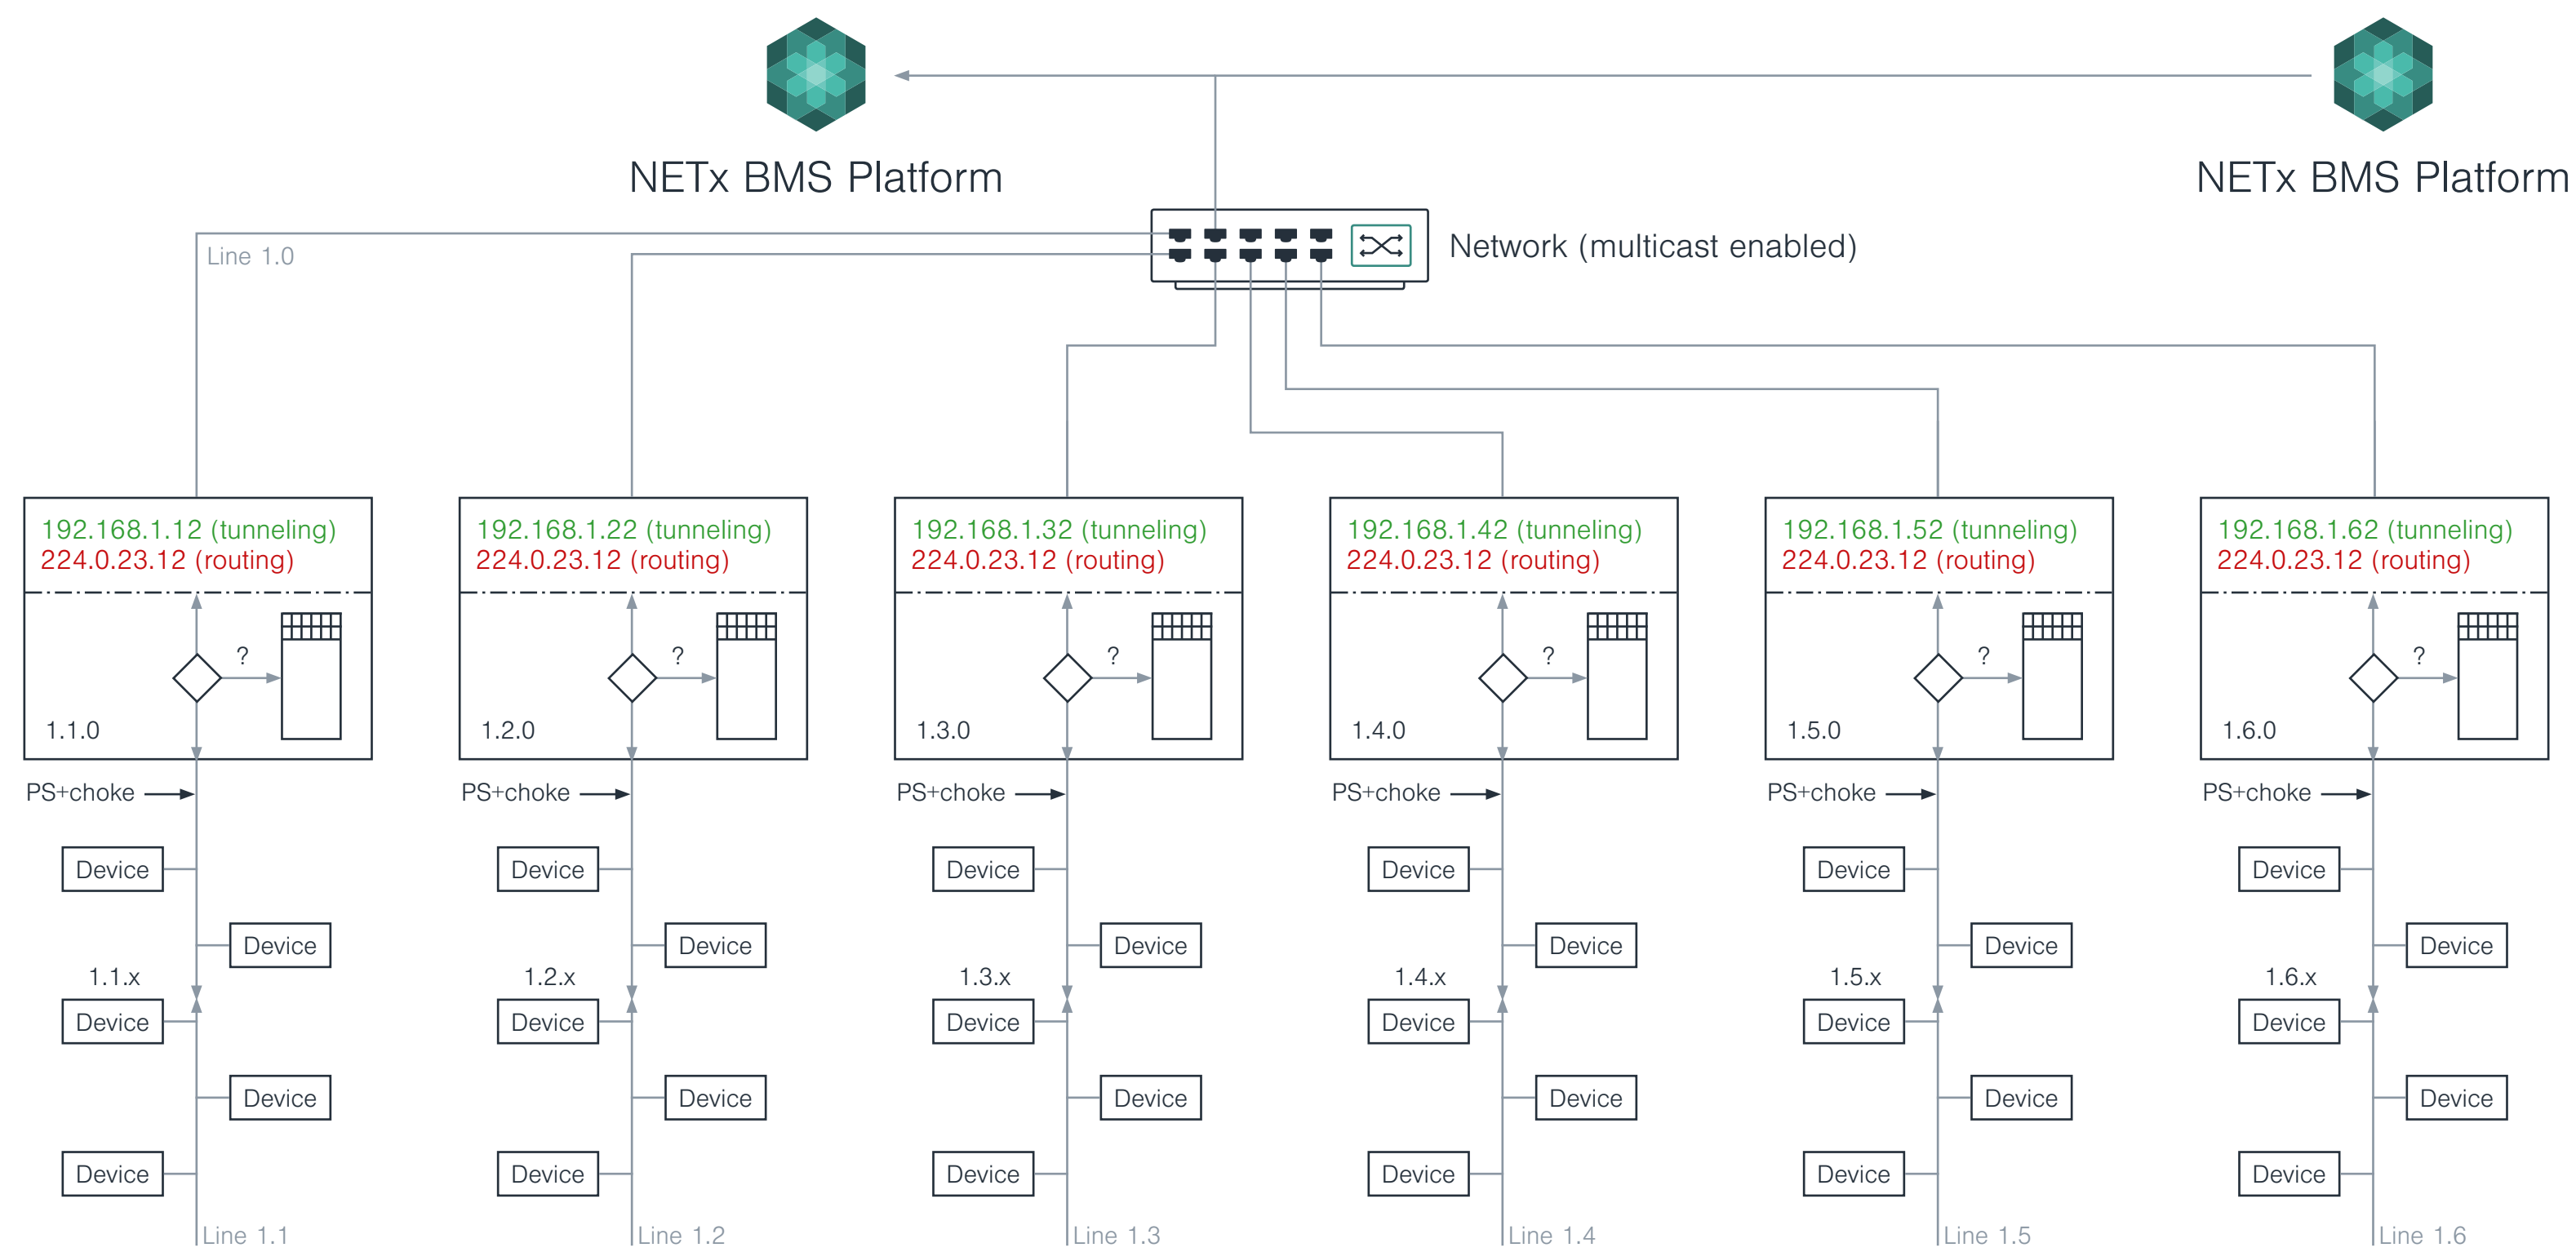 NETx BMS Platform
NETx BMS Platform
Network (multicast enabled)
Line 1.0
192.168.1.12 (tunneling)
224.0.23.12 (routing)
?
1.1.0
PS+choke
Device
Device
1.1.x
Device
Device
Device
Line 1.1
192.168.1.22 (tunneling)
224.0.23.12 (routing)
?
1.2.0
PS+choke
Device
Device
1.2.x
Device
Device
Device
Line 1.2
192.168.1.32 (tunneling)
224.0.23.12 (routing)
?
1.3.0
PS+choke
Device
Device
1.3.x
Device
Device
Device
Line 1.3
192.168.1.42 (tunneling)
224.0.23.12 (routing)
?
1.4.0
PS+choke
Device
Device
1.4.x
Device
Device
Device
Line 1.4
192.168.1.52 (tunneling)
224.0.23.12 (routing)
?
1.5.0
PS+choke
Device
Device
1.5.x
Device
Device
Device
Line 1.5
192.168.1.62 (tunneling)
224.0.23.12 (routing)
?
1.6.0
PS+choke
Device
Device
1.6.x
Device
Device
Device
Line 1.6